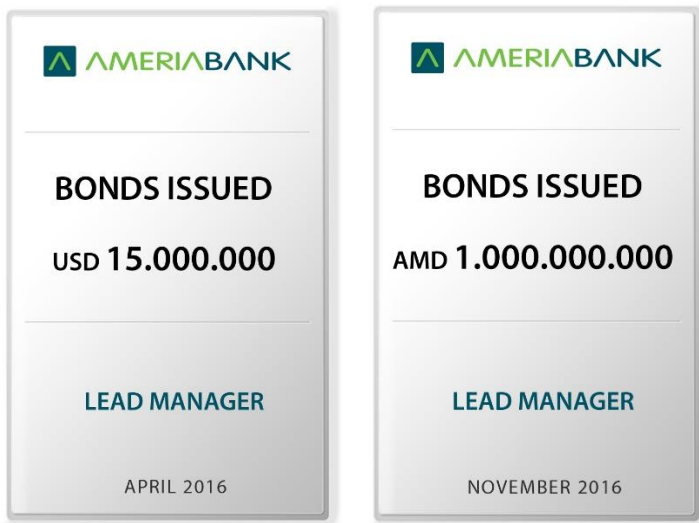 AMERIABANK
BONDS ISSUED
USD 15.000.000
LEAD MANAGER
APRIL 2016
AMERIABANK
BONDS ISSUED
AMD 1.000.000.000
LEAD MANAGER
NOVEMBER 2016